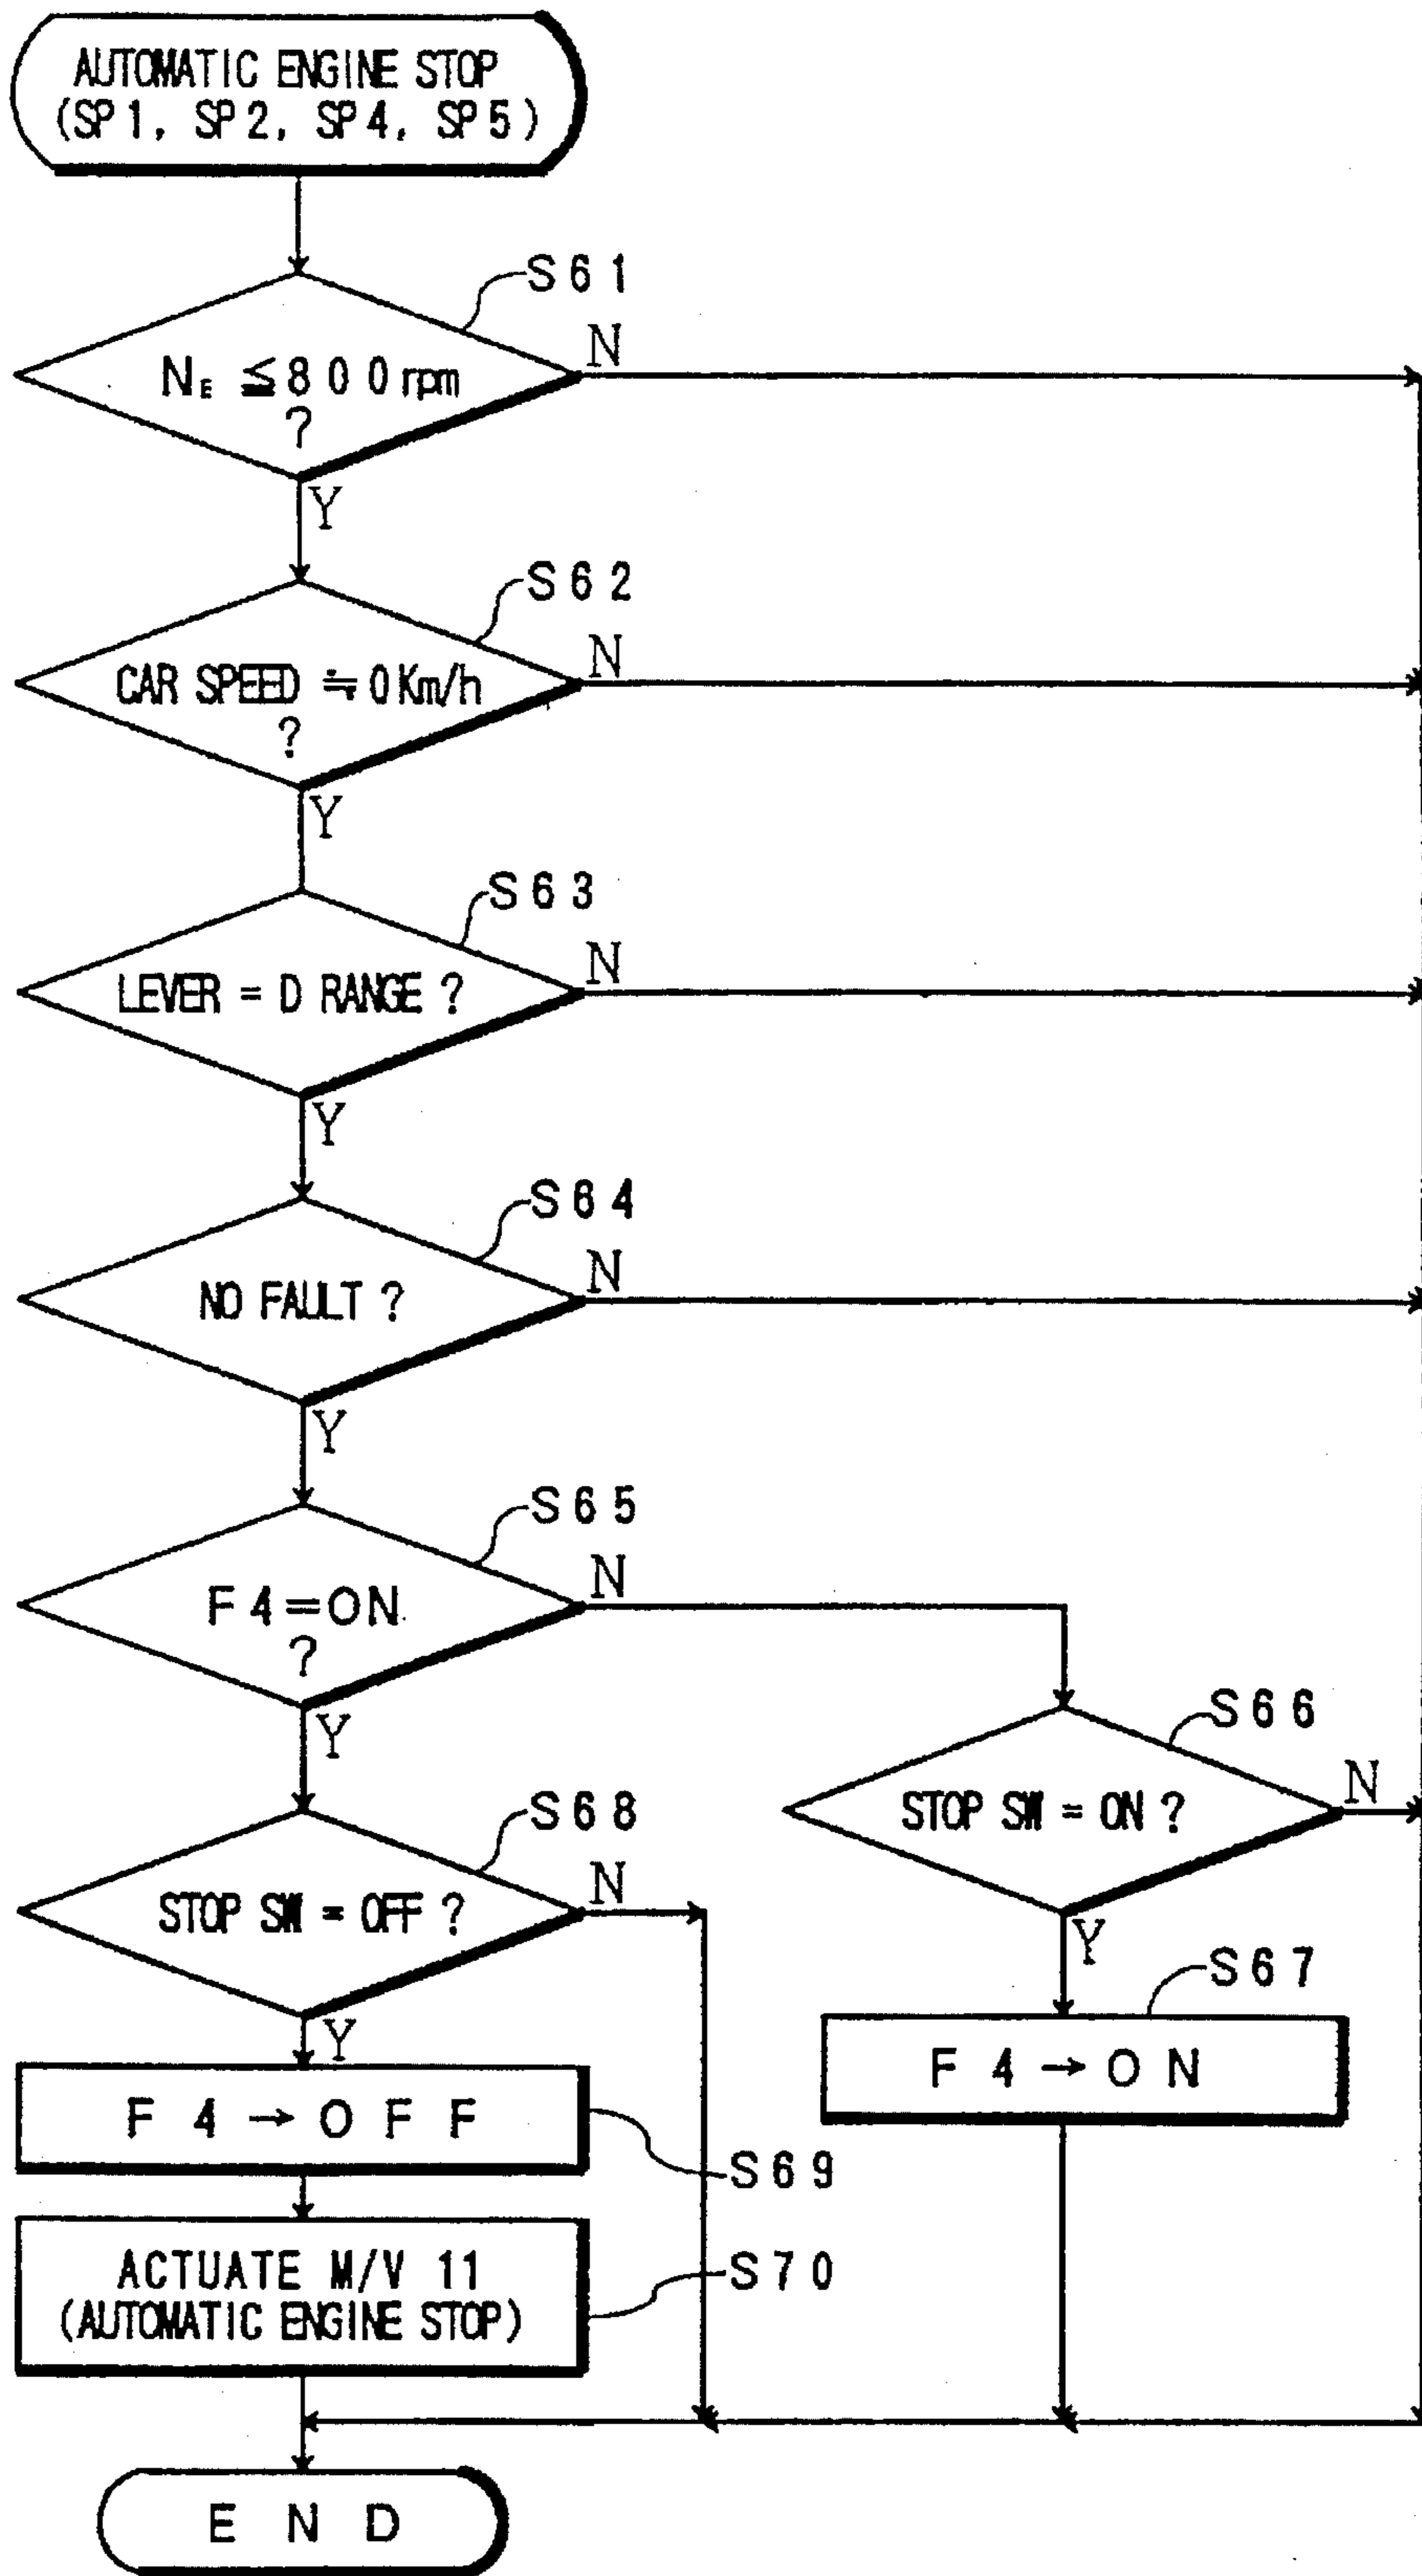 AUTOMATIC ENGINE STOP
(SP1, SP2, SP4, SP5)
S61
N_E ≦ 800rpm
?
N
Y
S62
CAR SPEED ≒ 0Km/h
?
N
Y
S63
LEVER = D RANGE ?
N
Y
S64
NO FAULT ?
N
Y
S65
F4=ON
?
N
Y
S66
STOP SW = ON ?
N
Y
S67
F4→ON
S68
STOP SW = OFF ?
N
Y
F4→OFF
S69
ACTUATE M/V 11
(AUTOMATIC ENGINE STOP)
S70
END